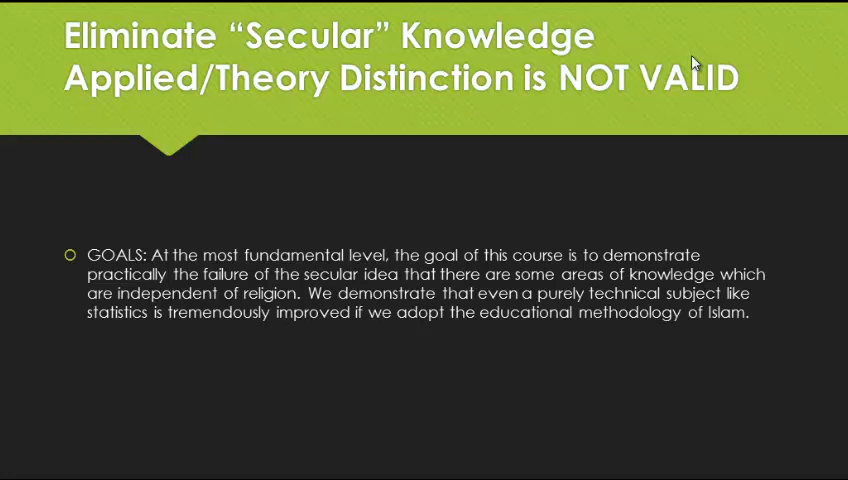 Eliminate “Secular” Knowledge
Applied/Theory Distinction is NOT VALID
GOALS: At the most fundamental level, the goal of this course is to demonstrate
practically the failure of the secular idea that there are some areas of knowledge which
are independent of religion. We demonstrate that even a purely technical subject like
statistics is tremendously improved if we adopt the educational methodology of Islam.